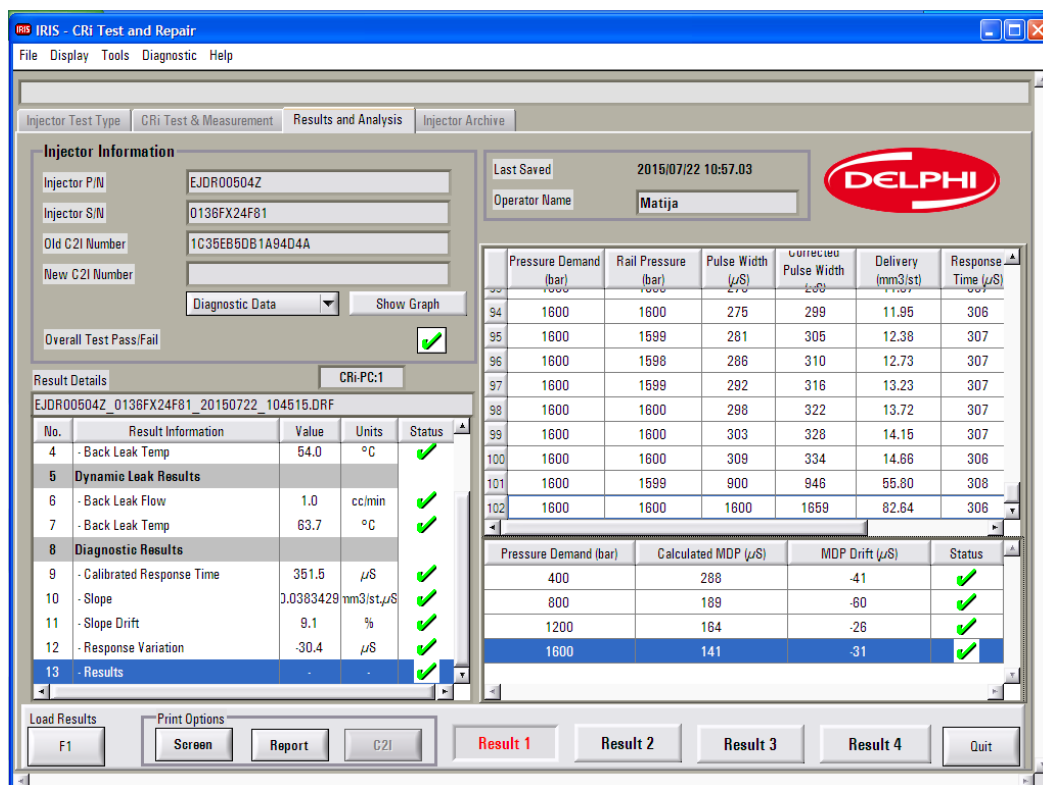 IRIS - CRi Test and Repair
File Display Tools Diagnostic Help
Injector Test Type CRi Test & Measurement Results and Analysis Injector Archive
Injector Information
Injector P/N EJDR00504Z
Injector S/N 0136FX24F81
Old C2I Number 1C35EB5DB1A94D4A
New C2I Number
Diagnostic Data Show Graph
Overall Test Pass/Fail
Last Saved 2015/07/22 10:57.03
Operator Name Matija
DELPHI
Result Details CRi-PC:1
EJDR00504Z_0136FX24F81_20150722_104515.DRF
No. Result Information Value Units Status
4 - Back Leak Temp 54.0 °C
5 Dynamic Leak Results
6 - Back Leak Flow 1.0 cc/min
7 - Back Leak Temp 63.7 °C
8 Diagnostic Results
9 - Calibrated Response Time 351.5 µS
10 - Slope 0.0383429 mm3/st.µS
11 - Slope Drift 9.1 %
12 - Response Variation -30.4 µS
13 - Results - -
Pressure Demand (bar) Rail Pressure (bar) Pulse Width (µS) Corrected Pulse Width Delivery (mm3/st) Response Time (µS)
94 1600 1600 275 299 11.95 306
95 1600 1599 281 305 12.38 307
96 1600 1598 286 310 12.73 307
97 1600 1599 292 316 13.23 307
98 1600 1600 298 322 13.72 307
99 1600 1600 303 328 14.15 307
100 1600 1600 309 334 14.66 306
101 1600 1599 900 946 55.80 308
102 1600 1600 1600 1659 82.64 306
Pressure Demand (bar) Calculated MDP (µS) MDP Drift (µS) Status
400 288 -41
800 189 -60
1200 164 -26
1600 141 -31
Load Results
F1
Print Options
Screen Report C2I
Result 1 Result 2 Result 3 Result 4 Quit